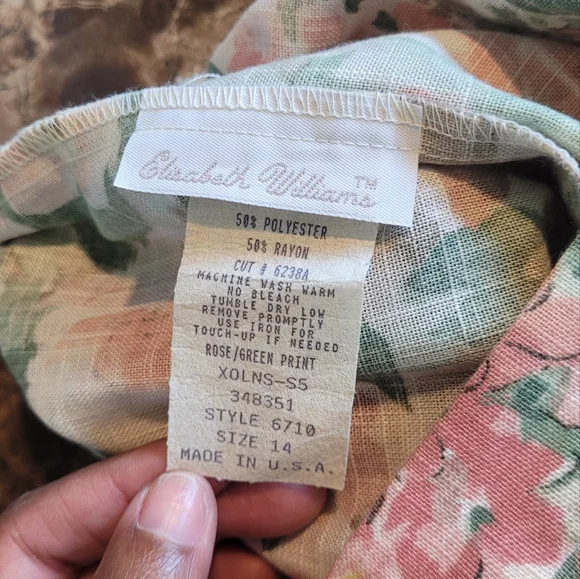 Elisabeth Williams™
50% POLYESTER
50% RAYON
CUT # 6238A
MACHINE WASH WARM
NO BLEACH
TUMBLE DRY LOW
REMOVE PROMPTLY
USE IRON FOR
TOUCH-UP IF NEEDED
ROSE/GREEN PRINT
XOLNS-S5
348351
STYLE 6710
SIZE 14
MADE IN U.S.A.